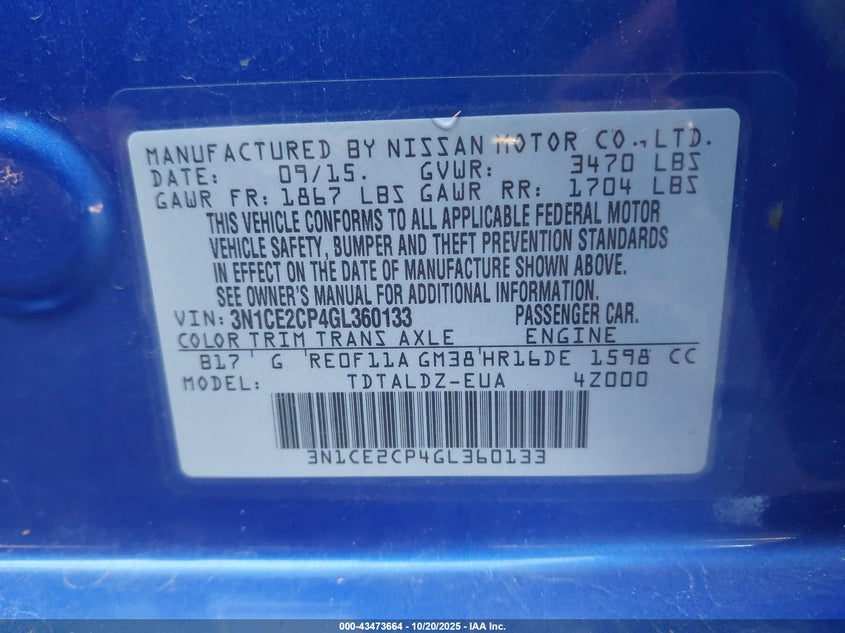 MANUFACTURED BY NISSAN MOTOR CO., LTD.
DATE: 09/15. GVWR: 3470 LBS
GAWR FR: 1867 LBS GAWR RR: 1704 LBS
THIS VEHICLE CONFORMS TO ALL APPLICABLE FEDERAL MOTOR
VEHICLE SAFETY, BUMPER AND THEFT PREVENTION STANDARDS
IN EFFECT ON THE DATE OF MANUFACTURE SHOWN ABOVE.
SEE OWNER'S MANUAL FOR ADDITIONAL INFORMATION.
VIN: 3N1CE2CP4GL360133 PASSENGER CAR.
COLOR TRIM TRANS AXLE ENGINE
B17 G RE0F11A GM38 HR16DE 1598 CC
MODEL: TDTALDZ-EUA 4Z000
3N1CE2CP4GL360133
000-43473664 | 10/20/2025 | IAA Inc.